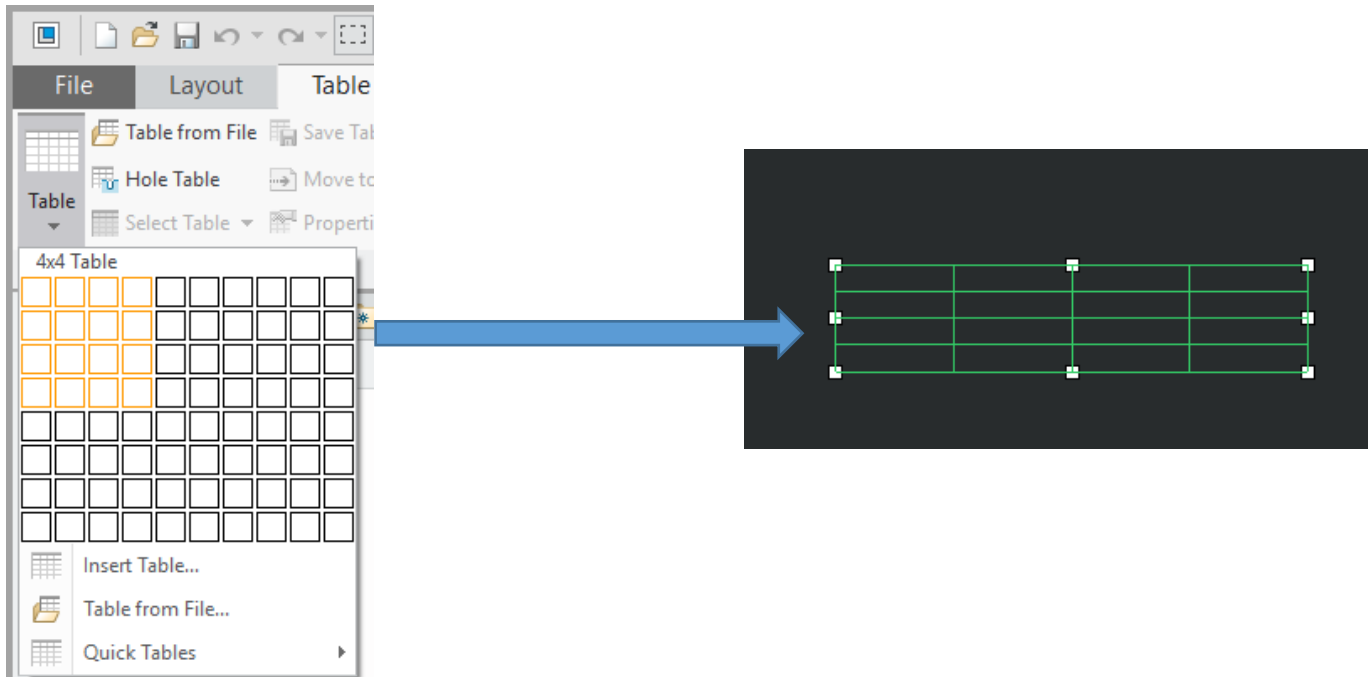 File Layout Table
Table from File Save Tab
Hole Table Move to
Table
Select Table Properti
4x4 Table
Insert Table...
Table from File...
Quick Tables